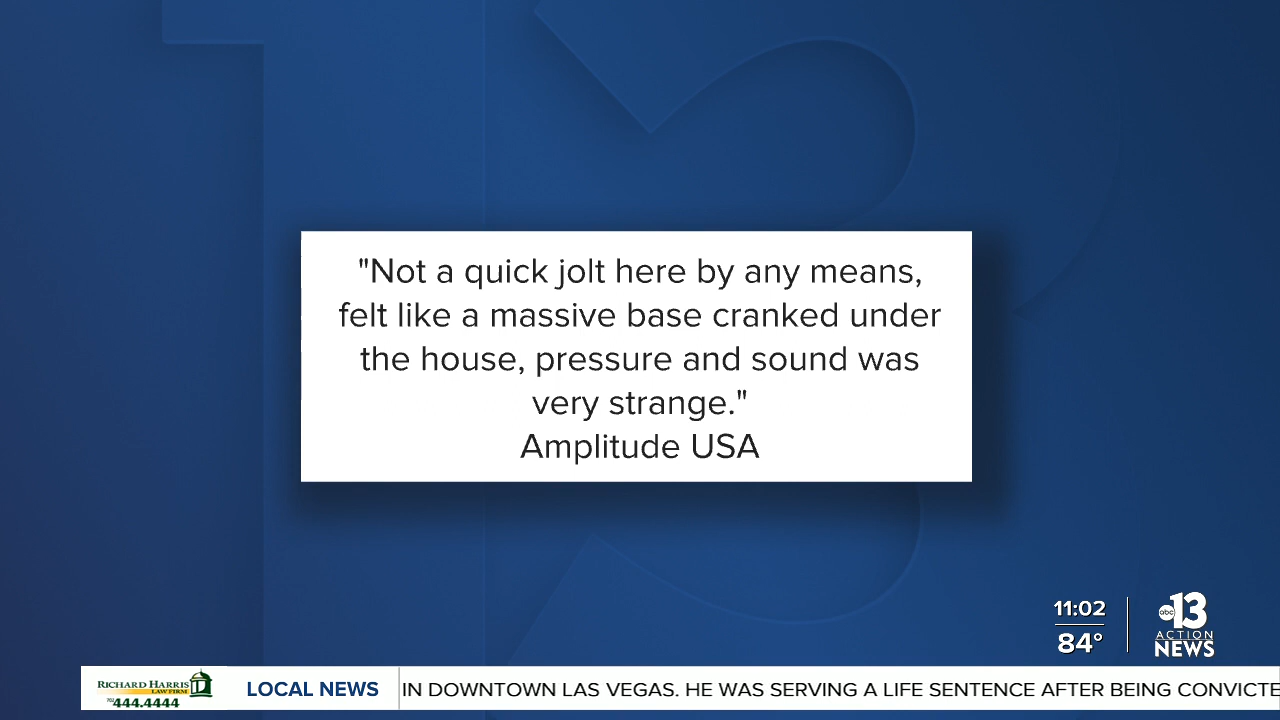 "Not a quick jolt here by any means,
felt like a massive base cranked under
the house, pressure and sound was
very strange."
Amplitude USA
11:02
84°
abc 13
ACTION
NEWS
RICHARD HARRIS
LAW FIRM
702 444.4444
LOCAL NEWS
IN DOWNTOWN LAS VEGAS. HE WAS SERVING A LIFE SENTENCE AFTER BEING CONVICTE